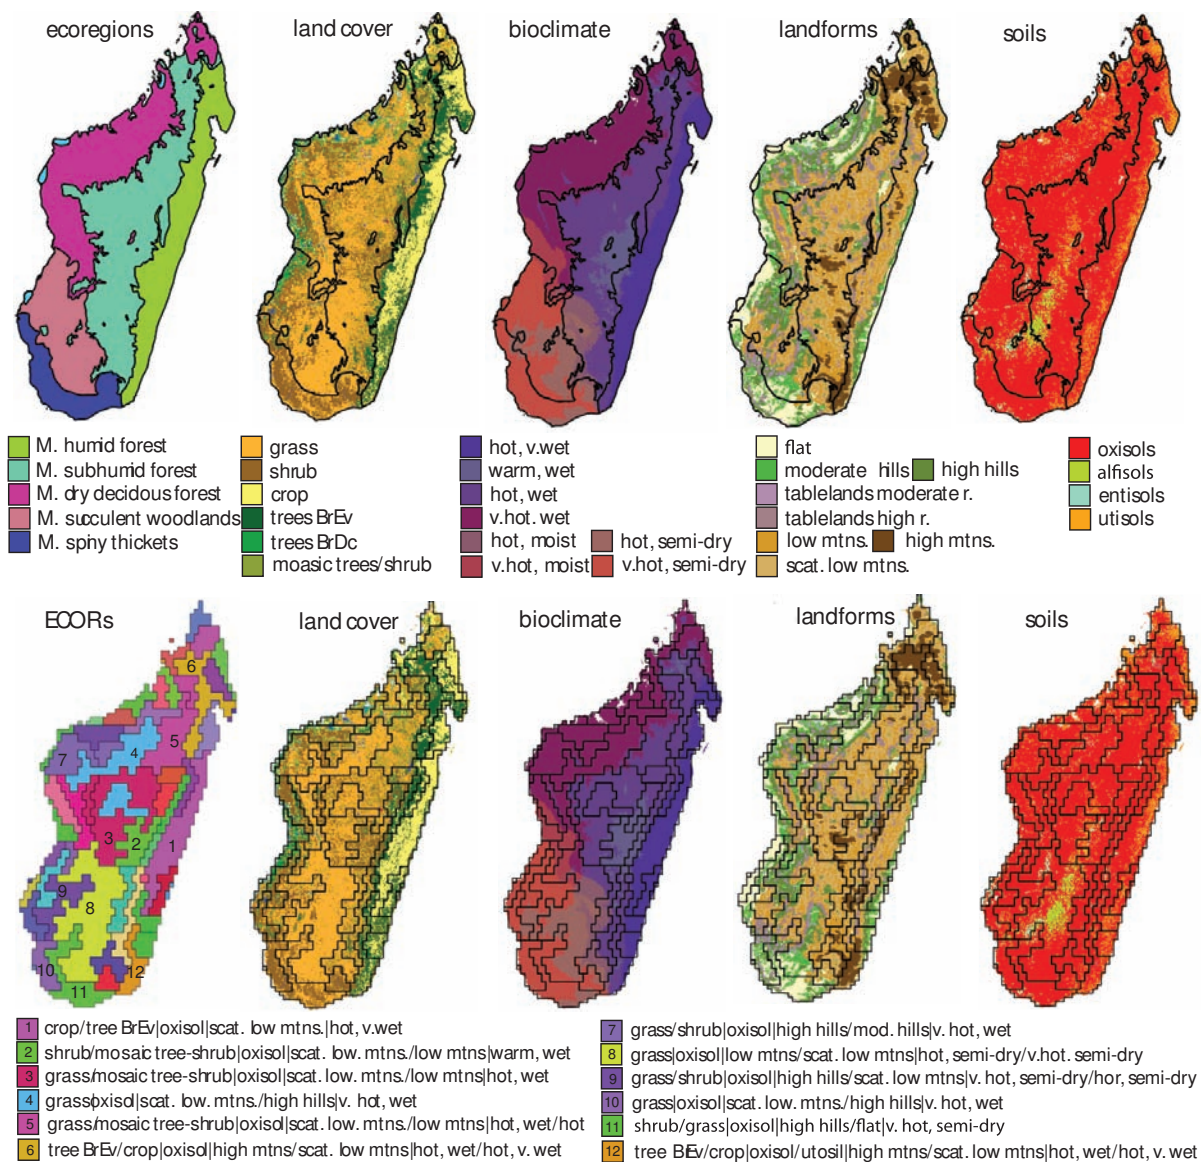 ecoregions
land cover
bioclimate
landforms
soils
M. humid forest
M. subhumid forest
M. dry decidous forest
M. succulent woodlands
M. sphy thickets
grass
shrub
crop
trees BrEv
trees BrDc
moasic trees/shrub
hot, v.wet
warm, wet
hot, wet
v.hot. wet
hot, moist
v.hot, moist
hot, semi-dry
v.hot, semi-dry
flat
moderate hills
high hills
tablelands moderate r.
tablelands high r.
low mtns.
high mtns.
scat. low mtns.
oxisols
alfisols
entisols
utisols
ECORs
land cover
bioclimate
landforms
soils
6
5
4
7
3
2
1
9
8
10
11
12
1 crop/tree BrEv|oxisol|scat. low mtns.|hot, v.wet
2 shrub/mosaic tree-shrub|oxisol|scat. low. mtns./low mtns|warm, wet
3 grass/mosaic tree-shrub|oxisol|scat. low. mtns./low mtns|hot, wet
4 grass|oxisol|scat. low. mtns./high hills|v. hot, wet
5 grass/mosaic tree-shrub|oxisol|scat. low. mtns./low mtns|hot, wet/hot
6 tree BrEv/crop|oxisol|high mtns/scat. low mtns|hot, wet/hot, v. wet
7 grass/shrub|oxisol|high hills/mod. hills|v. hot, wet
8 grass|oxisol|low mtns/scat. low mtns|hot, semi-dry/v.hot. semi-dry
9 grass/shrub|oxisol|high hills/scat. low mtns|v. hot, semi-dry/hor, semi-dry
10 grass|oxisol|scat. low. mtns./high hills|v. hot, wet
11 shrub/grass|oxisol|high hills/flat|v. hot, semi-dry
12 tree BrEv/crop|oxisol/utosil|high mtns/scat. low mtns|hot, wet/hot, v. wet